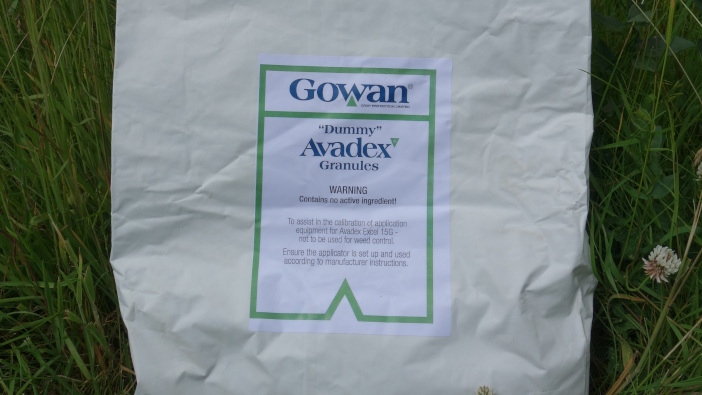 Gowan®
"Dummy"
Avadex
Granules
WARNING
Contains no active ingredient!
To assist in the calibration of application
equipment for Avadex Excel 15G -
not to be used for weed control.
Ensure the applicator is set up and used
according to manufacturer instructions.